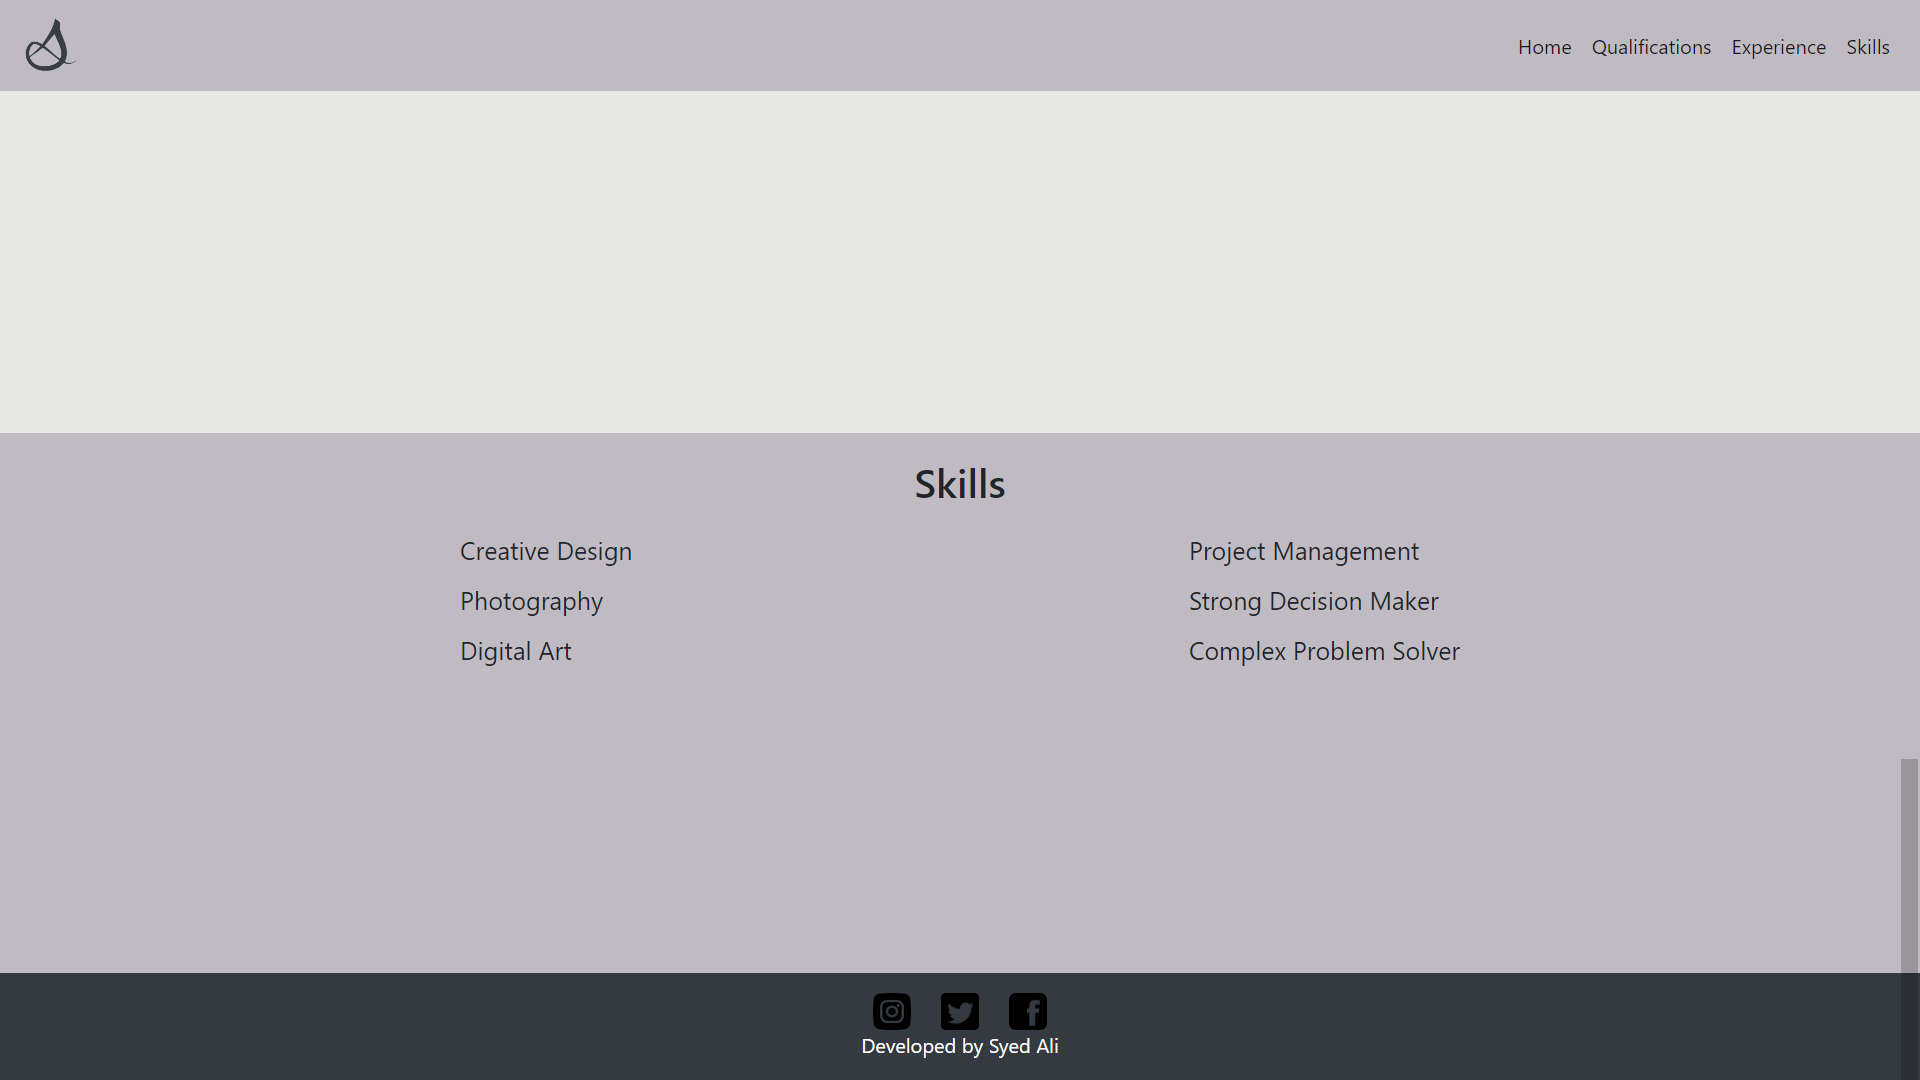 Home Qualifications Experience Skills
Skills
Creative Design
Photography
Digital Art
Project Management
Strong Decision Maker
Complex Problem Solver
Developed by Syed Ali